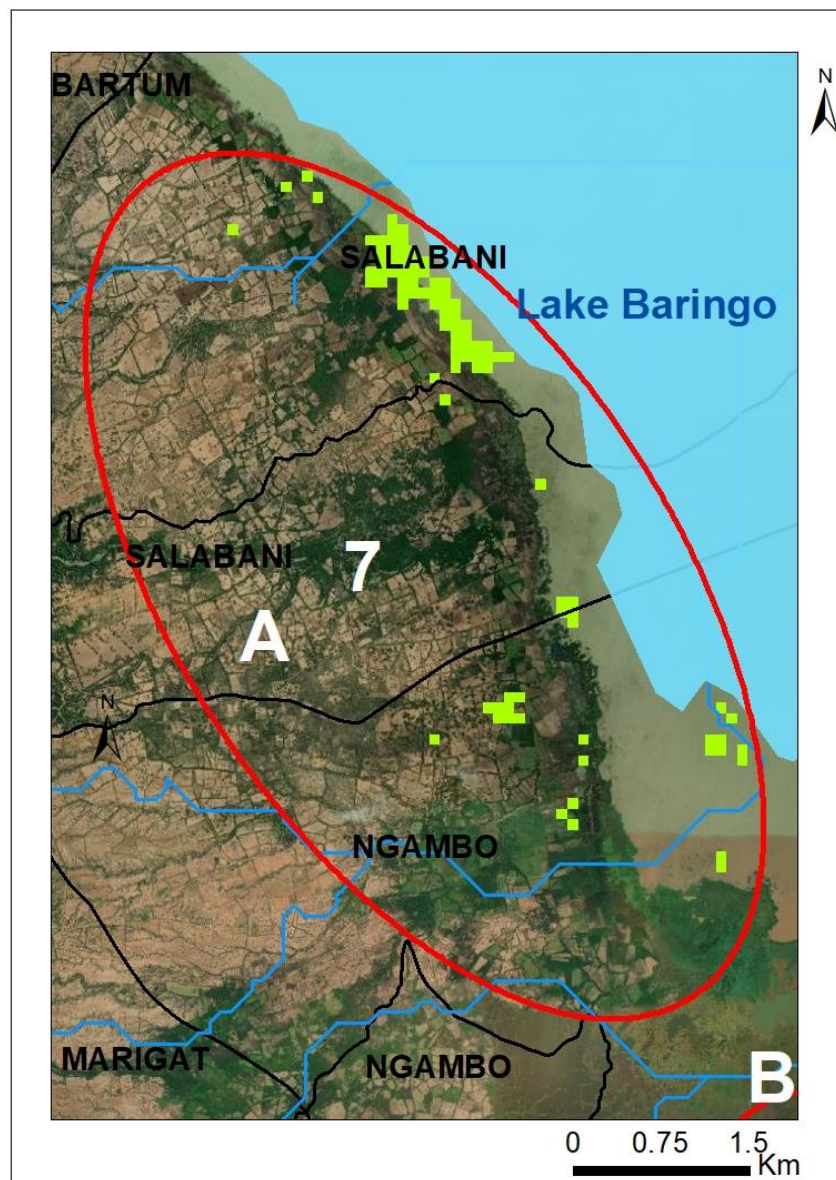 BARTUM
N
SALABANI
Lake Baringo
SALABANI
7
A
N
NGAMBO
MARIGAT
NGAMBO
B
0 0.75 1.5
Km